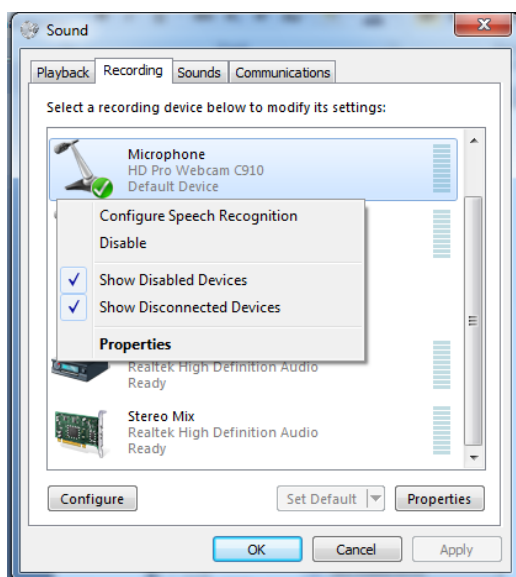 Sound
Playback Recording Sounds Communications
Select a recording device below to modify its settings:
Microphone
HD Pro Webcam C910
Default Device
Configure Speech Recognition
Disable
Show Disabled Devices
Show Disconnected Devices
Properties
Realtek High Definition Audio
Ready
Stereo Mix
Realtek High Definition Audio
Ready
Configure Set Default Properties
OK Cancel Apply